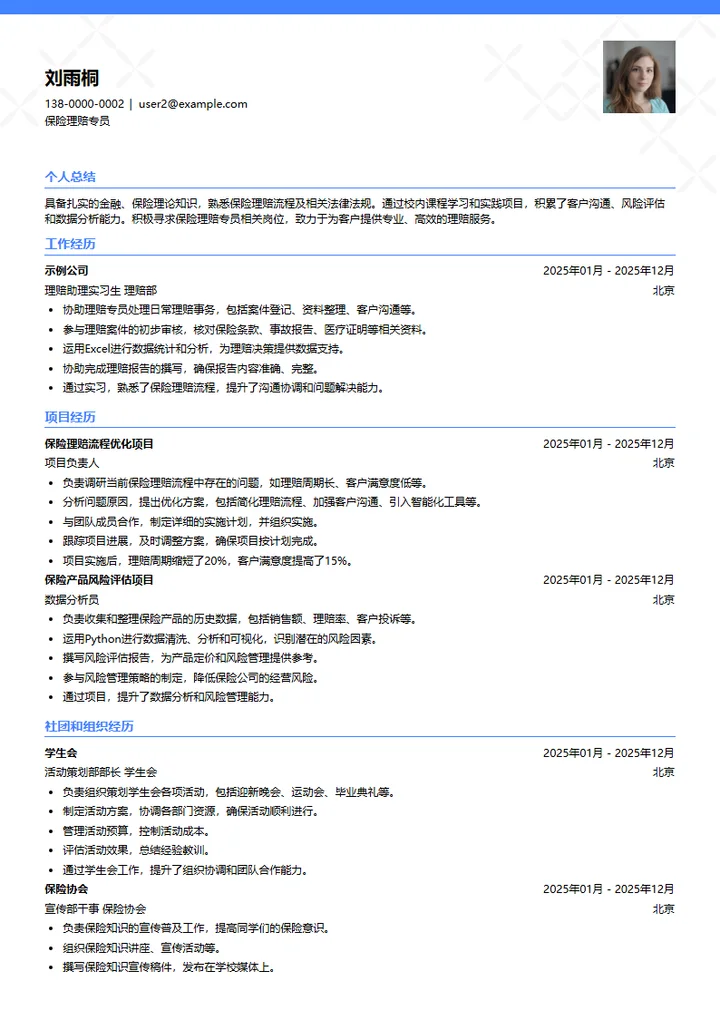 刘雨桐
138-0000-0002 | user2@example.com
保险理赔专员
个人总结
具备扎实的金融、保险理论知识，熟悉保险理赔流程及相关法律法规。通过校内课程学习和实践项目，积累了客户沟通、风险评估
和数据分析能力。积极寻求保险理赔专员相关岗位，致力于为客户提供专业、高效的理赔服务。
工作经历
示例公司 2025年01月 - 2025年12月
理赔助理实习生 理赔部 北京
• 协助理赔专员处理日常理赔事务，包括案件登记、资料整理、客户沟通等。
• 参与理赔案件的初步审核，核对保险条款、事故报告、医疗证明等相关资料。
• 运用Excel进行数据统计和分析，为理赔决策提供数据支持。
• 协助完成理赔报告的撰写，确保报告内容准确、完整。
• 通过实习，熟悉了保险理赔流程，提升了沟通协调和问题解决能力。
项目经历
保险理赔流程优化项目 2025年01月 - 2025年12月
项目负责人 北京
• 负责调研当前保险理赔流程中存在的问题，如理赔周期长、客户满意度低等。
• 分析问题原因，提出优化方案，包括简化理赔流程、加强客户沟通、引入智能化工具等。
• 与团队成员合作，制定详细的实施计划，并组织实施。
• 跟踪项目进展，及时调整方案，确保项目按计划完成。
• 项目实施后，理赔周期缩短了20%，客户满意度提高了15%。
保险产品风险评估项目 2025年01月 - 2025年12月
数据分析员 北京
• 负责收集和整理保险产品的历史数据，包括销售额、理赔率、客户投诉等。
• 运用Python进行数据清洗、分析和可视化，识别潜在的风险因素。
• 撰写风险评估报告，为产品定价和风险管理提供参考。
• 参与风险管理策略的制定，降低保险公司的经营风险。
• 通过项目，提升了数据分析和风险管理能力。
社团和组织经历
学生会 2025年01月 - 2025年12月
活动策划部部长 学生会 北京
• 负责组织策划学生会各项活动，包括迎新晚会、运动会、毕业典礼等。
• 制定活动方案，协调各部门资源，确保活动顺利进行。
• 管理活动预算，控制活动成本。
• 评估活动效果，总结经验教训。
• 通过学生会工作，提升了组织协调和团队合作能力。
保险协会 2025年01月 - 2025年12月
宣传部干事 保险协会 北京
• 负责保险知识的宣传普及工作，提高同学们的保险意识。
• 组织保险知识讲座、宣传活动等。
• 撰写保险知识宣传稿件，发布在学校媒体上。